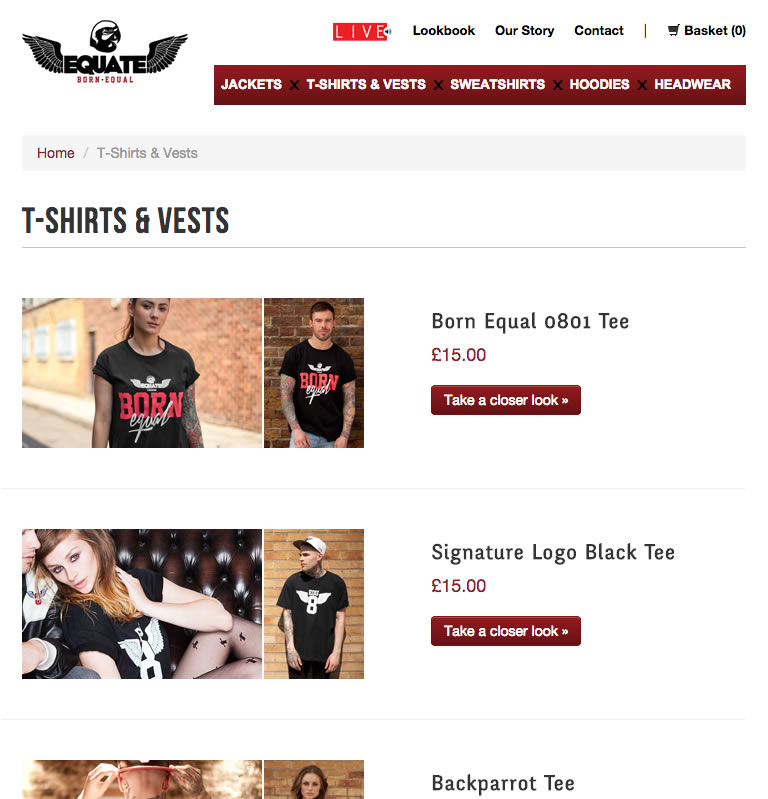 LIVE Lookbook Our Story Contact | Basket (0)
EQUATE
BORN·EQUAL
JACKETS x T-SHIRTS & VESTS x SWEATSHIRTS x HOODIES x HEADWEAR
Home / T-Shirts & Vests
T-SHIRTS & VESTS
EQUATE
BORN
equal
EQUATE
BORN
equal
Born Equal 0801 Tee
£15.00
Take a closer look »
8
8
Signature Logo Black Tee
£15.00
Take a closer look »
Backparrot Tee